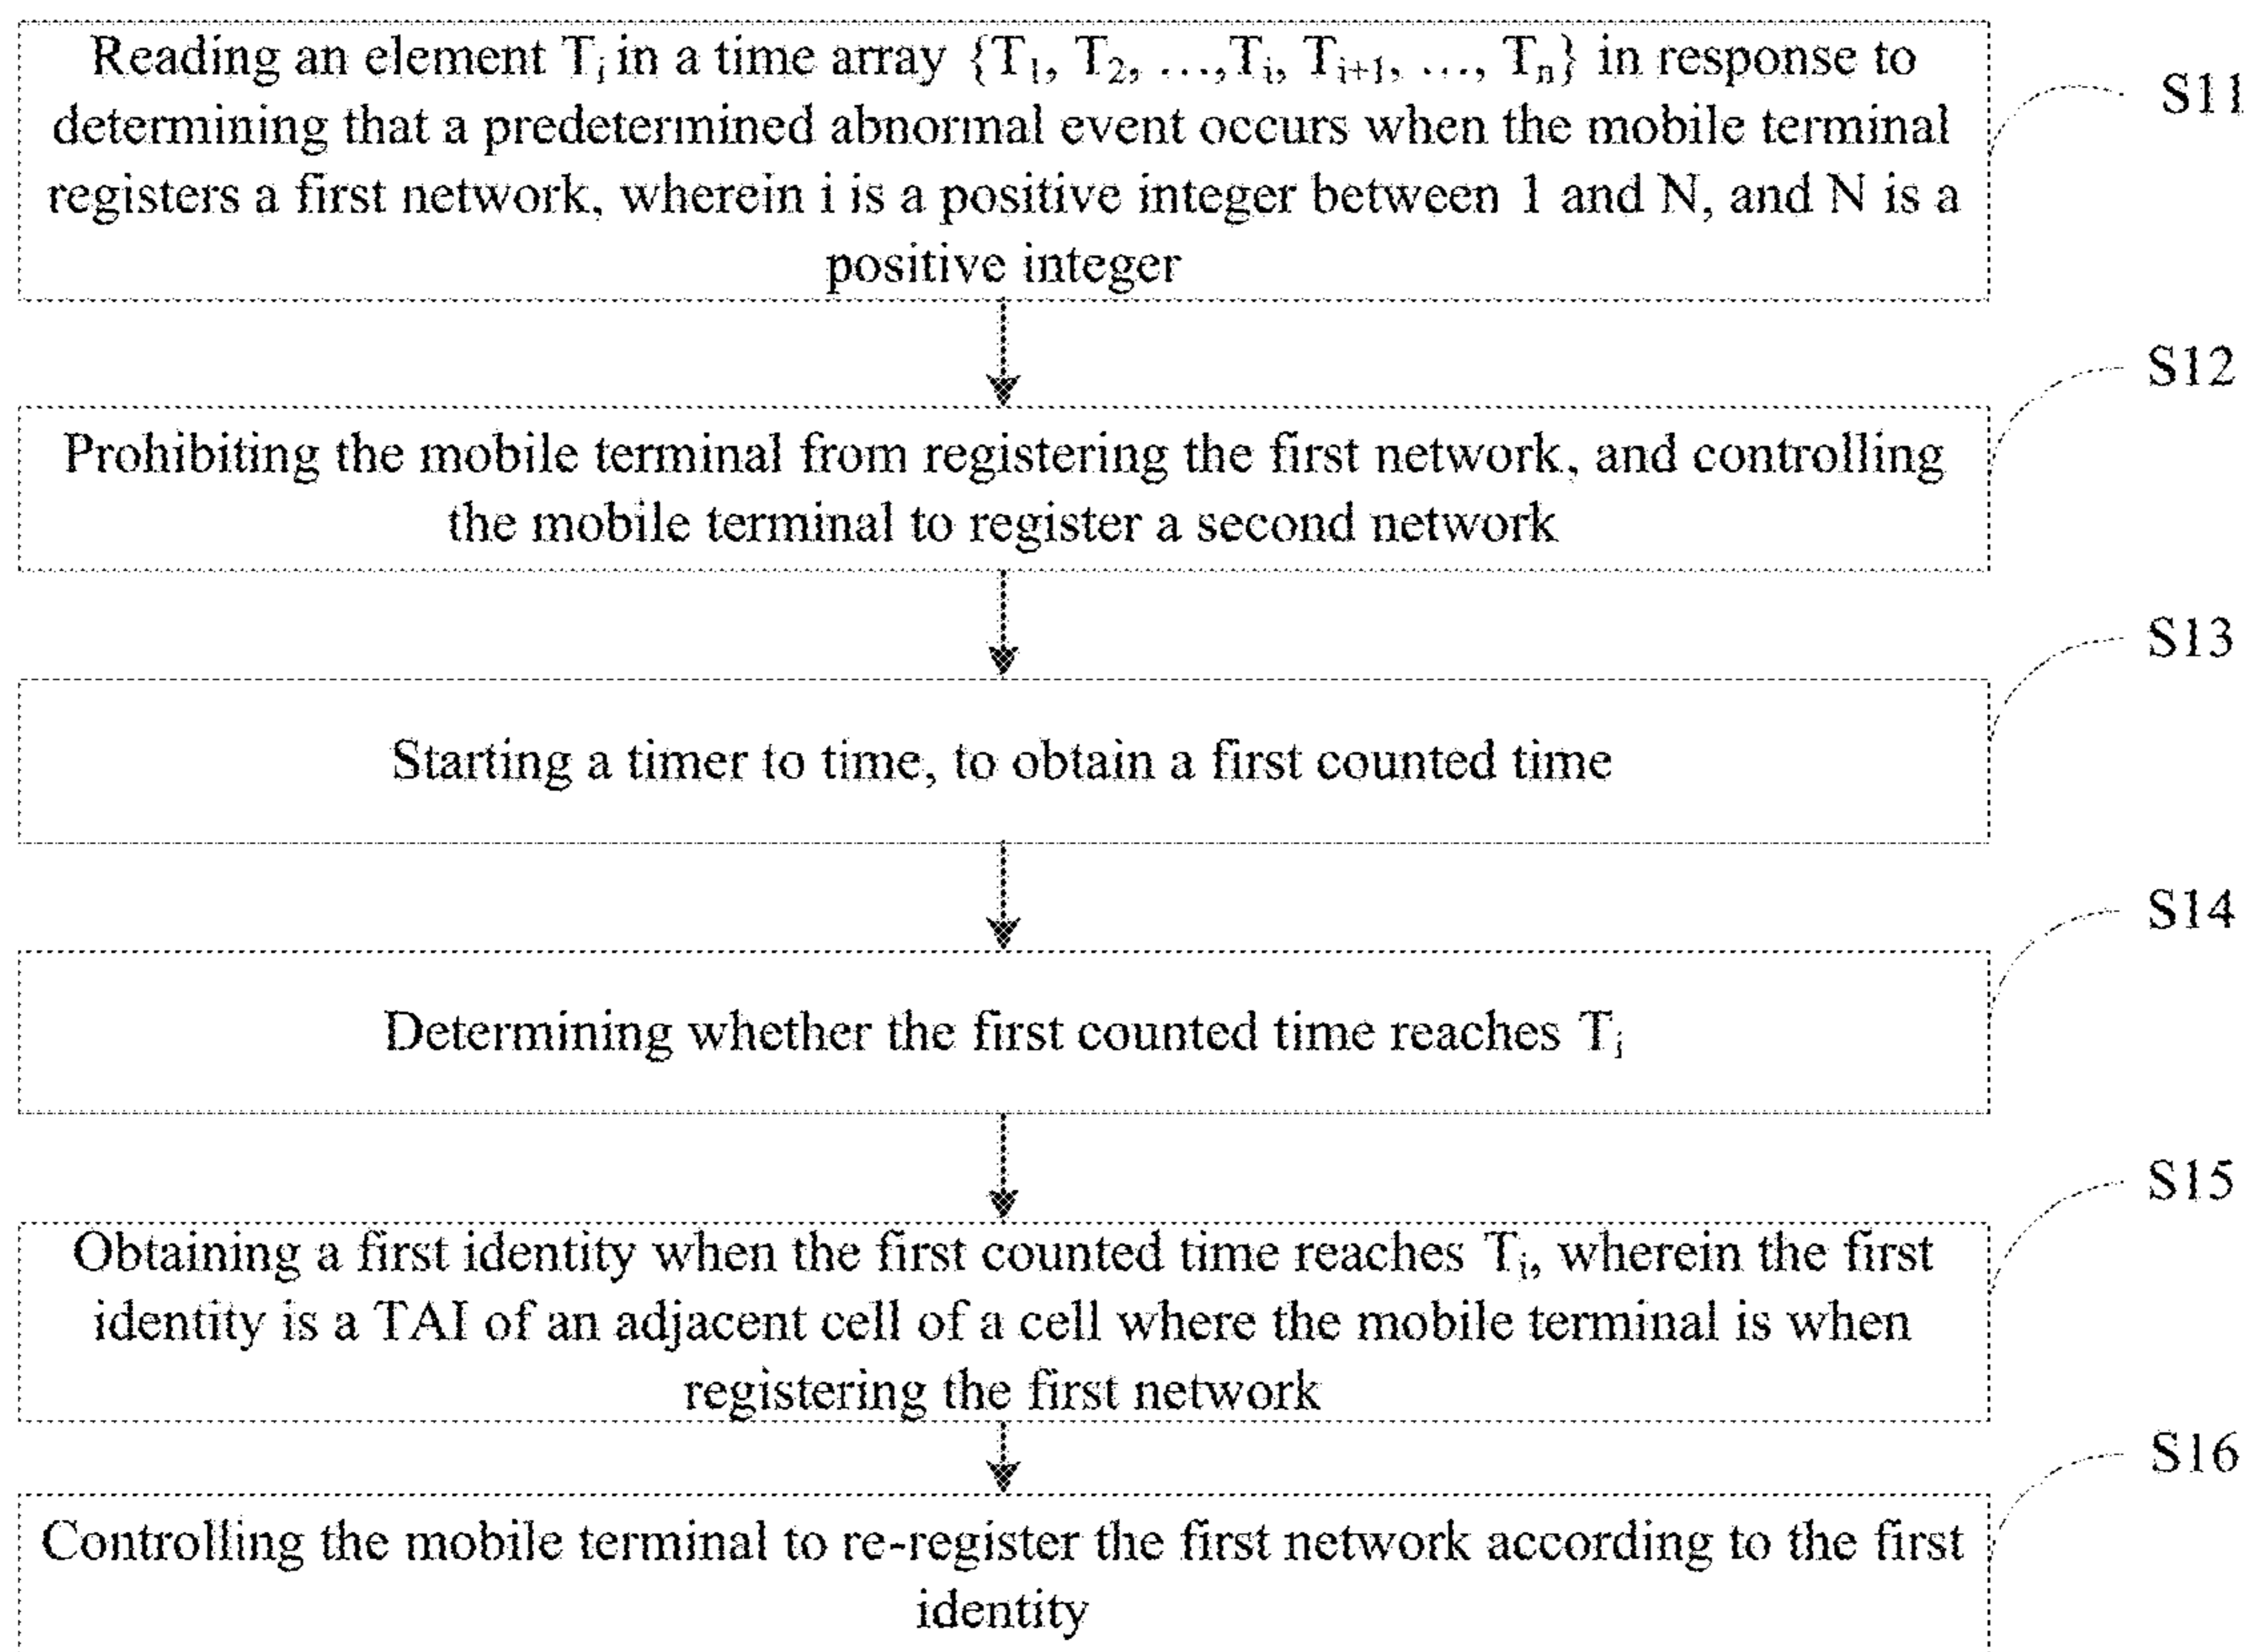 Reading an element Ti in a time array {T1, T2, ...,Ti, Ti+1, ..., Tn} in response to
S11
determining that a predetermined abnormal event occurs when the mobile terminal
registers a first network, wherein i is a positive integer between 1 and N, and N is a
positive integer
S12
Prohibiting the mobile terminal from registering the first network, and controlling
the mobile terminal to register a second network
S13
Starting a timer to time, to obtain a first counted time
S14
Determining whether the first counted time reaches Ti
S15
Obtaining a first identity when the first counted time reaches Ti, wherein the first
identity is a TAI of an adjacent cell of a cell where the mobile terminal is when
registering the first network
S16
Controlling the mobile terminal to re-register the first network according to the first
identity